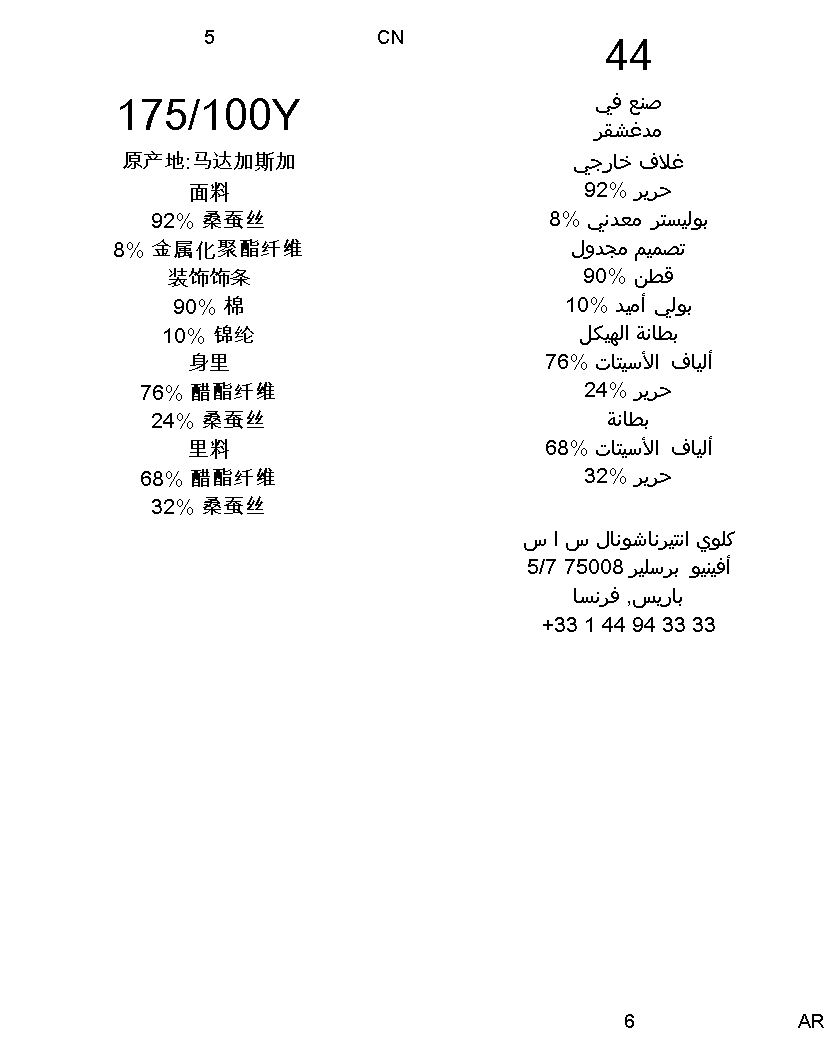 5
CN
175/100Y
原产地:马达加斯加
面料
92% 桑蚕丝
8% 金属化聚酯纤维
装饰饰条
90% 棉
10% 锦纶
身里
76% 醋酯纤维
24% 桑蚕丝
里料
68% 醋酯纤维
32% 桑蚕丝
44
صنع في
مدغشقر
غلاف خارجي
حرير %92
بوليستر معدني %8
تصميم مجدول
قطن %90
بولي أميد %10
بطانة الهيكل
ألياف الأسيتات %76
حرير %24
بطانة
ألياف الأسيتات %68
حرير %32
كلوي انتيرناشونال س ا س
أفينيو برسلير 75008 5/7
باريس, فرنسا
+33 1 44 94 33 33
6
AR